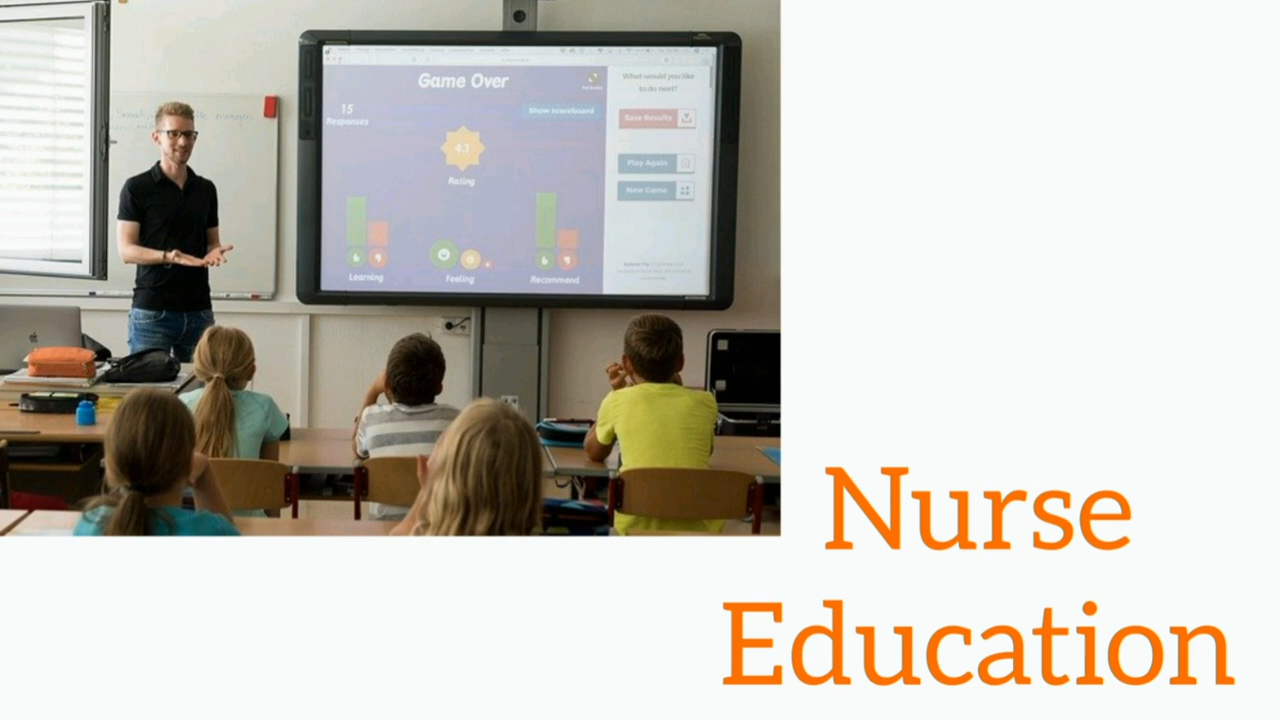 Game Over
What would you like
to do next?
15
Responses
Show scoreboard
Save Results
4.1
Rating
Play Again
New Game
Learning
Feeling
Recommend
Nurse
Education